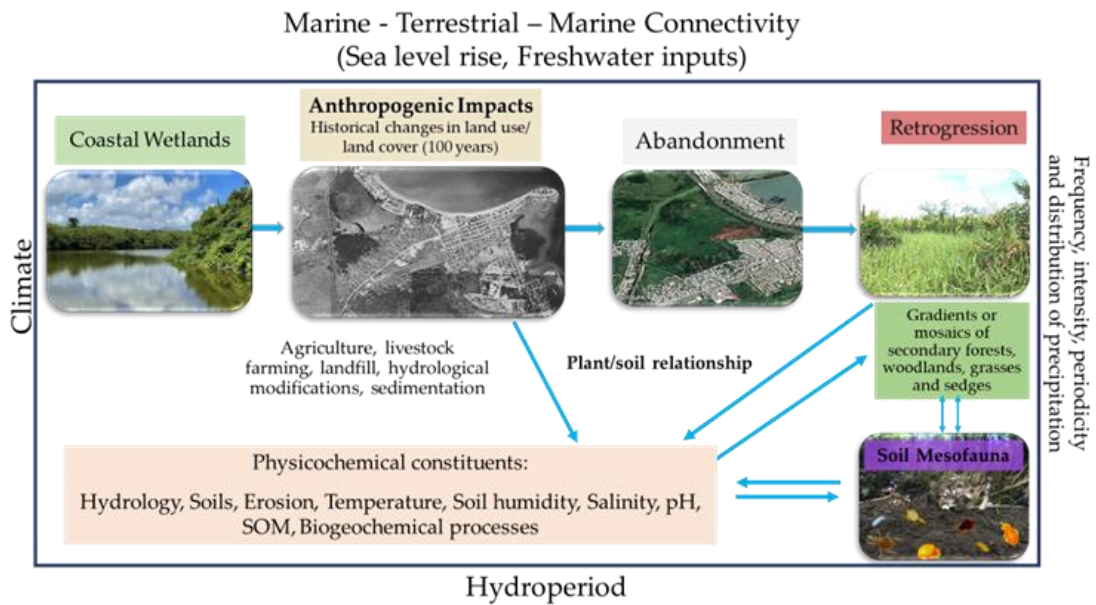 Marine - Terrestrial – Marine Connectivity
(Sea level rise, Freshwater inputs)
Coastal Wetlands
Anthropogenic Impacts
Historical changes in land use/
land cover (100 years)
Abandonment
Retrogression
Climate
Frequency, intensity, periodicity
and distribution of precipitation
Agriculture, livestock
farming, landfill, hydrological
modifications, sedimentation
Plant/soil relationship
Gradients or
mosaics of
secondary forests,
woodlands, grasses
and sedges
Physicochemical constituents:
Hydrology, Soils, Erosion, Temperature, Soil humidity, Salinity, pH,
SOM, Biogeochemical processes
Soil Mesofauna
Hydroperiod